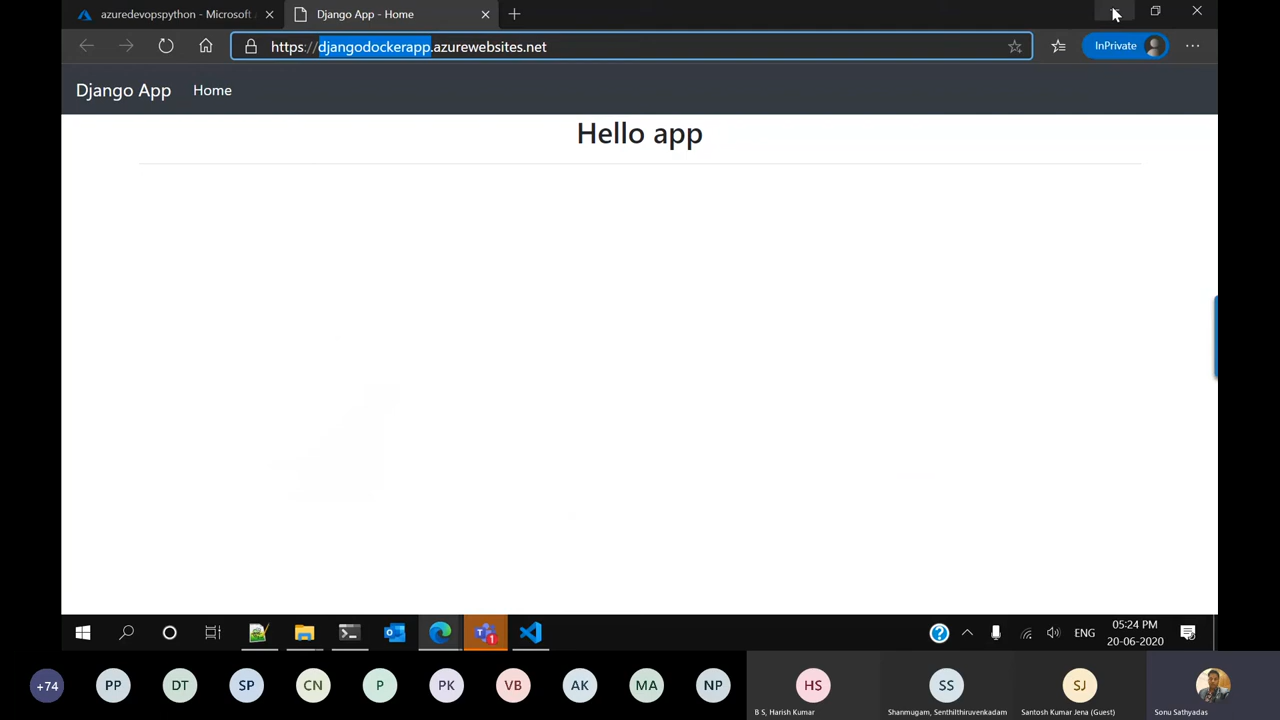 azuredevopspython - Microsoft
Django App - Home
https://djangodockerapp.azurewebsites.net
InPrivate
Django App
Home
Hello app
1
ENG
05:24 PM
20-06-2020
+74
PP
DT
SP
CN
P
PK
VB
AK
MA
NP
HS
B S, Harish Kumar
SS
Shanmugam, Senthilthiruvenkadam
SJ
Santosh Kumar Jena (Guest)
Sonu Sathyadas